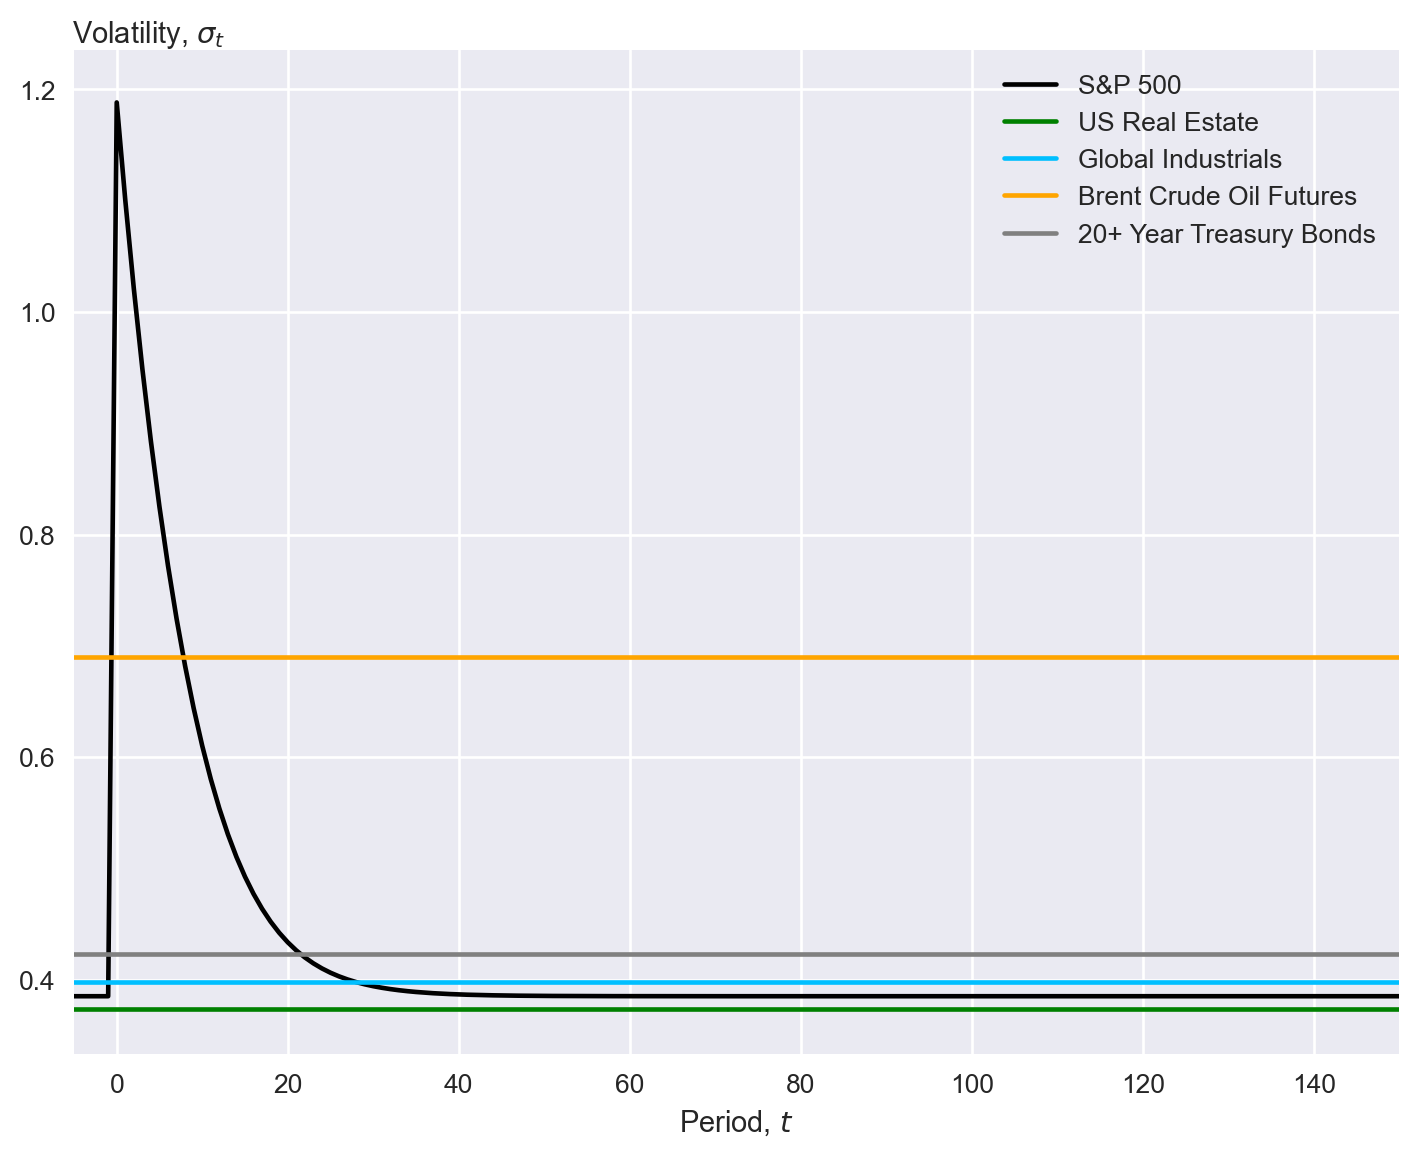 Volatility, σt
1.2
1.0
0.8
0.6
0.4
S&P 500
US Real Estate
Global Industrials
Brent Crude Oil Futures
20+ Year Treasury Bonds
0 20 40 60 80 100 120 140
Period, t